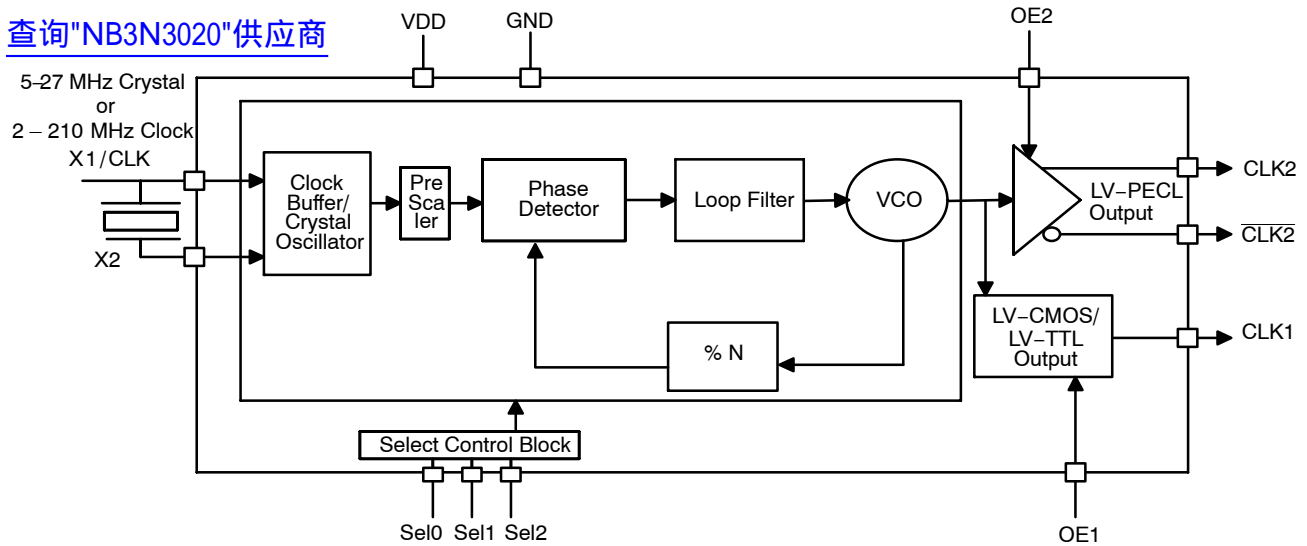 查询"NB3N3020"供应商
VDD
GND
OE2
5–27 MHz Crystal
or
2 – 210 MHz Clock
X1/CLK
X2
Clock
Buffer/
Crystal
Oscillator
Pre
Sca
ler
Phase
Detector
Loop Filter
VCO
% N
LV–PECL
Output
CLK2
CLK2
LV–CMOS/
LV–TTL
Output
CLK1
Select Control Block
Sel0 Sel1 Sel2
OE1